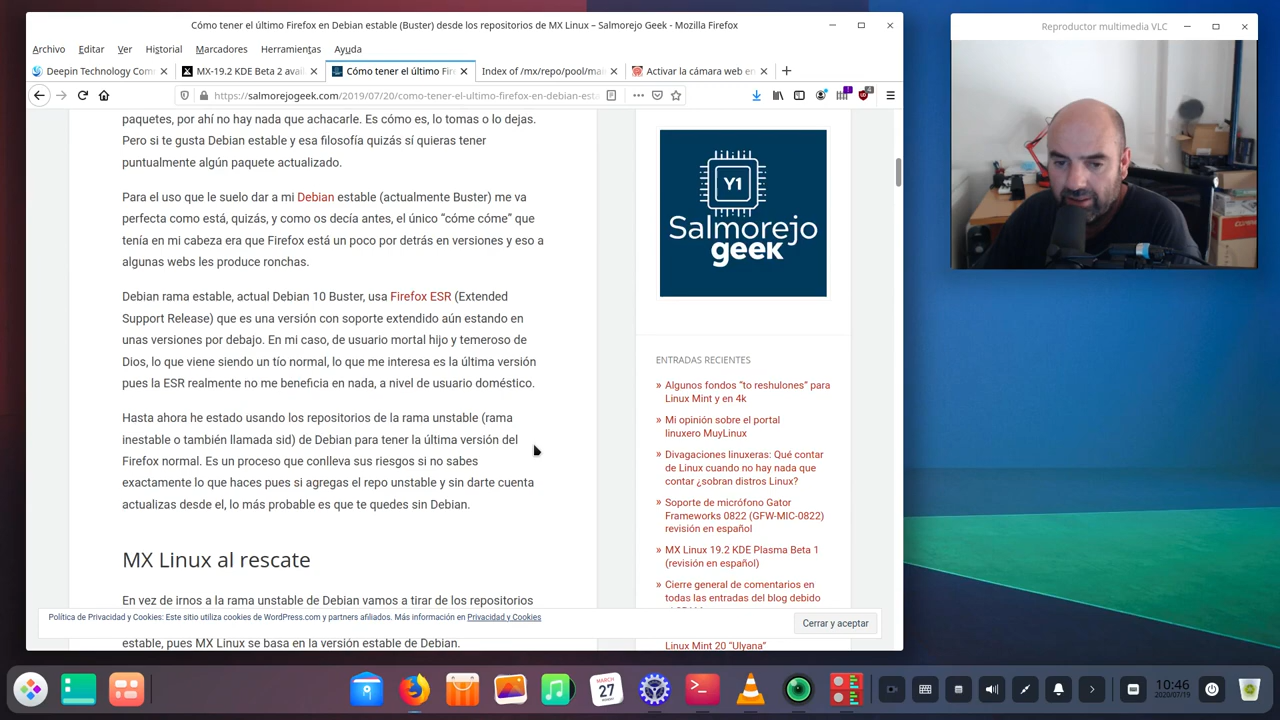 Cómo tener el último Firefox en Debian estable (Buster) desde los repositorios de MX Linux – Salmorejo Geek - Mozilla Firefox
Reproductor multimedia VLC
Archivo Editar Ver Historial Marcadores Herramientas Ayuda
Deepin Technology Com
MX-19.2 KDE Beta 2 avai
Cómo tener el último Fir
Index of /mx/repo/pool/mai
Activar la cámara web en
https://salmorejogeek.com/2019/07/20/como-tener-el-ultimo-firefox-en-debian-esta
1
4
paquetes, por ahí no hay nada que achacarle. Es cómo es, lo tomas o lo dejas.
Pero si te gusta Debian estable y esa filosofía quizás sí quieras tener
puntualmente algún paquete actualizado.
Para el uso que le suelo dar a mi Debian estable (actualmente Buster) me va
perfecta como está, quizás, y como os decía antes, el único “cóme cóme” que
tenía en mi cabeza era que Firefox está un poco por detrás en versiones y eso a
algunas webs les produce ronchas.
Debian rama estable, actual Debian 10 Buster, usa Firefox ESR (Extended
Support Release) que es una versión con soporte extendido aún estando en
unas versiones por debajo. En mi caso, de usuario mortal hijo y temeroso de
Dios, lo que viene siendo un tío normal, lo que me interesa es la última versión
pues la ESR realmente no me beneficia en nada, a nivel de usuario doméstico.
Hasta ahora he estado usando los repositorios de la rama unstable (rama
inestable o también llamada sid) de Debian para tener la última versión del
Firefox normal. Es un proceso que conlleva sus riesgos si no sabes
exactamente lo que haces pues si agregas el repo unstable y sin darte cuenta
actualizas desde el, lo más probable es que te quedes sin Debian.
MX Linux al rescate
En vez de irnos a la rama unstable de Debian vamos a tirar de los repositorios
estable, pues MX Linux se basa en la versión estable de Debian.
Y1
Salmorejo
geek
ENTRADAS RECIENTES
» Algunos fondos “to reshulones” para
Linux Mint y en 4k
» Mi opinión sobre el portal
linuxero MuyLinux
» Divagaciones linuxeras: Qué contar
de Linux cuando no hay nada que
contar ¿sobran distros Linux?
» Soporte de micrófono Gator
Frameworks 0822 (GFW-MIC-0822)
revisión en español
» MX Linux 19.2 KDE Plasma Beta 1
(revisión en español)
» Cierre general de comentarios en
todas las entradas del blog debido
Linux Mint 20 “Ulyana”
Política de Privacidad y Cookies: Este sitio utiliza cookies de WordPress.com y partners afiliados. Más información en Privacidad y Cookies
Cerrar y aceptar
MARCH
27
10:46
2020/07/19